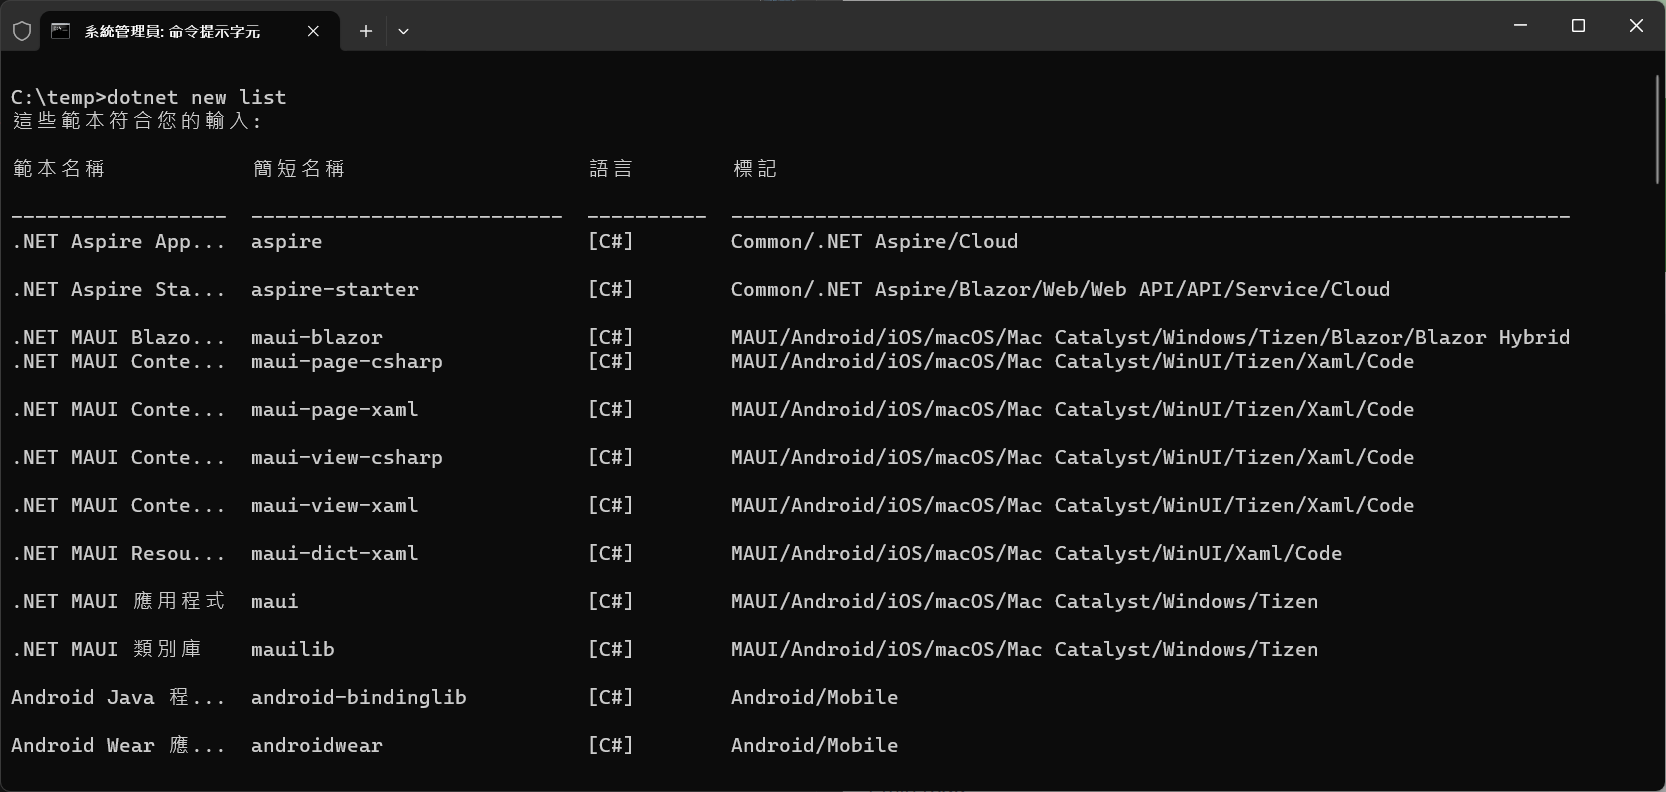 系統管理員: 命令提示字元
C:\temp>dotnet new list
這些範本符合您的輸入:
範本名稱 簡短名稱 語言 標記
------------------ -------------------------- ---------- ----------------------------------------------------------------------
.NET Aspire App... aspire [C#] Common/.NET Aspire/Cloud
.NET Aspire Sta... aspire-starter [C#] Common/.NET Aspire/Blazor/Web/Web API/API/Service/Cloud
.NET MAUI Blazo... maui-blazor [C#] MAUI/Android/iOS/macOS/Mac Catalyst/Windows/Tizen/Blazor/Blazor Hybrid
.NET MAUI Conte... maui-page-csharp [C#] MAUI/Android/iOS/macOS/Mac Catalyst/WinUI/Tizen/Xaml/Code
.NET MAUI Conte... maui-page-xaml [C#] MAUI/Android/iOS/macOS/Mac Catalyst/WinUI/Tizen/Xaml/Code
.NET MAUI Conte... maui-view-csharp [C#] MAUI/Android/iOS/macOS/Mac Catalyst/WinUI/Tizen/Xaml/Code
.NET MAUI Conte... maui-view-xaml [C#] MAUI/Android/iOS/macOS/Mac Catalyst/WinUI/Tizen/Xaml/Code
.NET MAUI Resou... maui-dict-xaml [C#] MAUI/Android/iOS/macOS/Mac Catalyst/WinUI/Xaml/Code
.NET MAUI 應用程式 maui [C#] MAUI/Android/iOS/macOS/Mac Catalyst/Windows/Tizen
.NET MAUI 類別庫 mauilib [C#] MAUI/Android/iOS/macOS/Mac Catalyst/Windows/Tizen
Android Java 程... android-bindinglib [C#] Android/Mobile
Android Wear 應... androidwear [C#] Android/Mobile